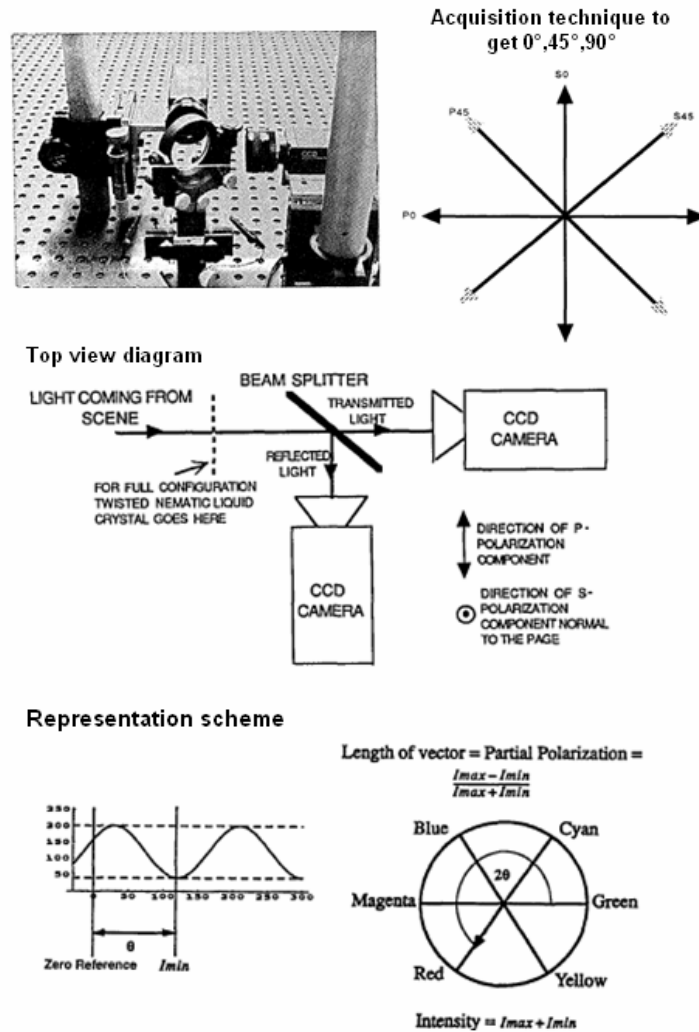 Acquisition technique to
get 0°,45°,90°
CCD
S0
P45
S45
P0
Top view diagram
BEAM SPLITTER
LIGHT COMING FROM
SCENE
TRANSMITTED
LIGHT
REFLECTED
LIGHT
CCD
CAMERA
FOR FULL CONFIGURATION
TWISTED NEMATIC LIQUID
CRYSTAL GOES HERE
CCD
CAMERA
DIRECTION OF P-
POLARIZATION
COMPONENT
DIRECTION OF S-
POLARIZATION
COMPONENT NORMAL
TO THE PAGE
Representation scheme
Length of vector = Partial Polarization =
Imax – Imin
Imax + Imin
250
200
150
100
50
0 50 100 150 200 250 300
θ
Zero Reference Imin
Blue Cyan
2θ
Magenta Green
Red Yellow
Intensity = Imax + Imin